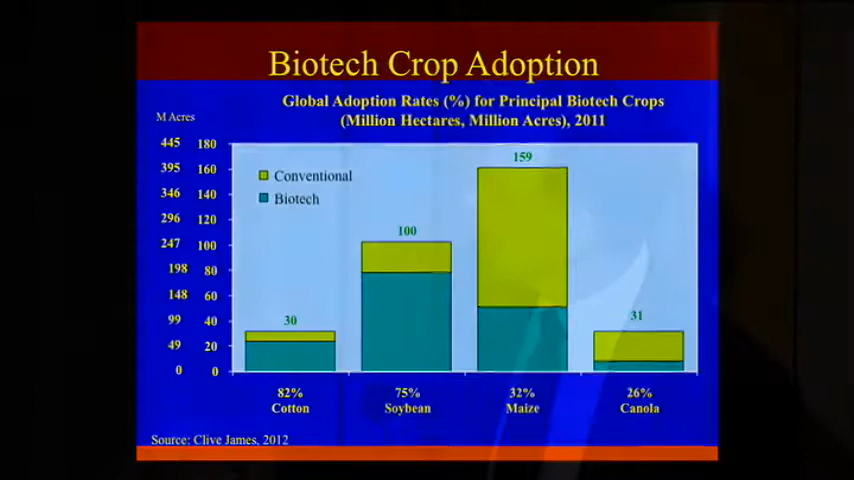 Biotech Crop Adoption
Global Adoption Rates (%) for Principal Biotech Crops
(Million Hectares, Million Acres), 2011
M Acres
445 180
395 160
346 140
296 120
247 100
198 80
148 60
99 40
49 20
0 0
Conventional
Biotech
30
100
159
31
82% 75% 32% 26%
Cotton Soybean Maize Canola
Source: Clive James, 2012